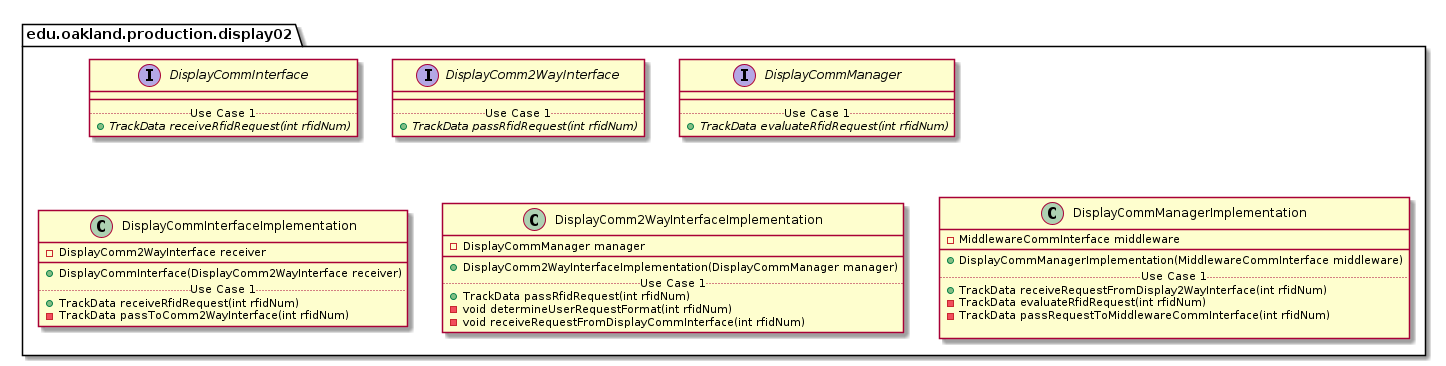 edu.oakland.production.display02
I DisplayCommInterface
Use Case 1
TrackData receiveRfidRequest(int rfidNum)
I DisplayComm2WayInterface
Use Case 1
TrackData passRfidRequest(int rfidNum)
I DisplayCommManager
Use Case 1
TrackData evaluateRfidRequest(int rfidNum)
C DisplayCommInterfaceImplementation
DisplayComm2WayInterface receiver
DisplayCommInterface(DisplayComm2WayInterface receiver)
Use Case 1
TrackData receiveRfidRequest(int rfidNum)
TrackData passToComm2WayInterface(int rfidNum)
C DisplayComm2WayInterfaceImplementation
DisplayCommManager manager
DisplayComm2WayInterfaceImplementation(DisplayCommManager manager)
Use Case 1
TrackData passRfidRequest(int rfidNum)
void determineUserRequestFormat(int rfidNum)
void receiveRequestFromDisplayCommInterface(int rfidNum)
C DisplayCommManagerImplementation
MiddlewareCommInterface middleware
DisplayCommManagerImplementation(MiddlewareCommInterface middleware)
Use Case 1
TrackData receiveRequestFromDisplay2WayInterface(int rfidNum)
TrackData evaluateRfidRequest(int rfidNum)
TrackData passRequestToMiddlewareCommInterface(int rfidNum)